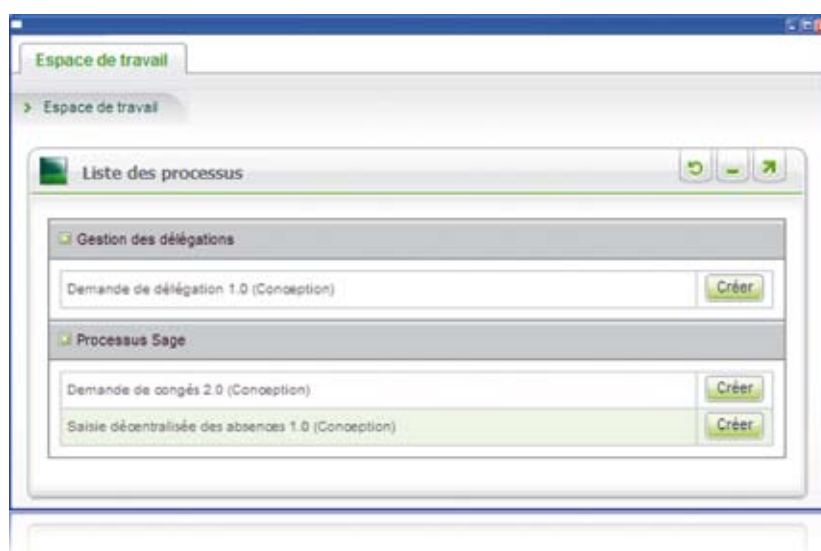 Espace de travail
Espace de travail
Liste des processus
Gestion des délégations
Demande de délégation 1.0 (Conception) Créer
Processus Sage
Demande de congés 2.0 (Conception) Créer
Saisie décentralisée des absences 1.0 (Conception) Créer